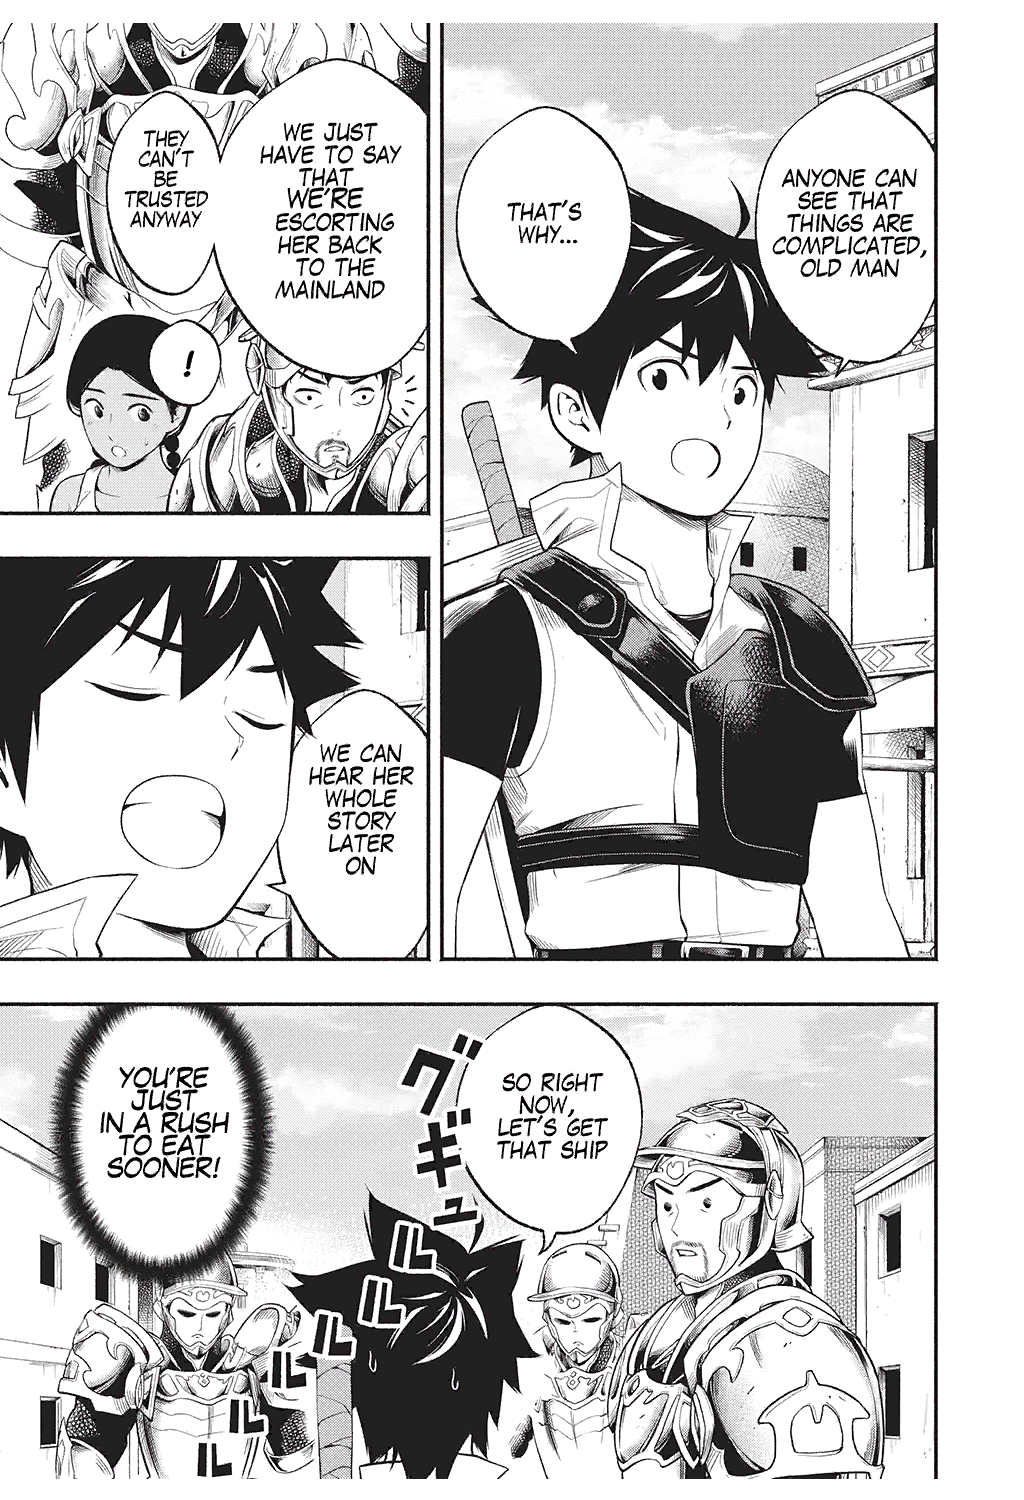 ANYONE CAN
SEE THAT
THINGS ARE
COMPLICATED,
OLD MAN
THAT'S
WHY...
WE JUST
HAVE TO SAY
THAT
WE'RE
ESCORTING
HER BACK
TO THE
MAINLAND
THEY
CAN'T
BE
TRUSTED
ANYWAY
!
WE CAN
HEAR HER
WHOLE
STORY
LATER
ON
SO RIGHT
NOW,
LET'S GET
THAT SHIP
グギュ
ルルルルル
YOU'RE
JUST
IN A RUSH
TO EAT
SOONER!